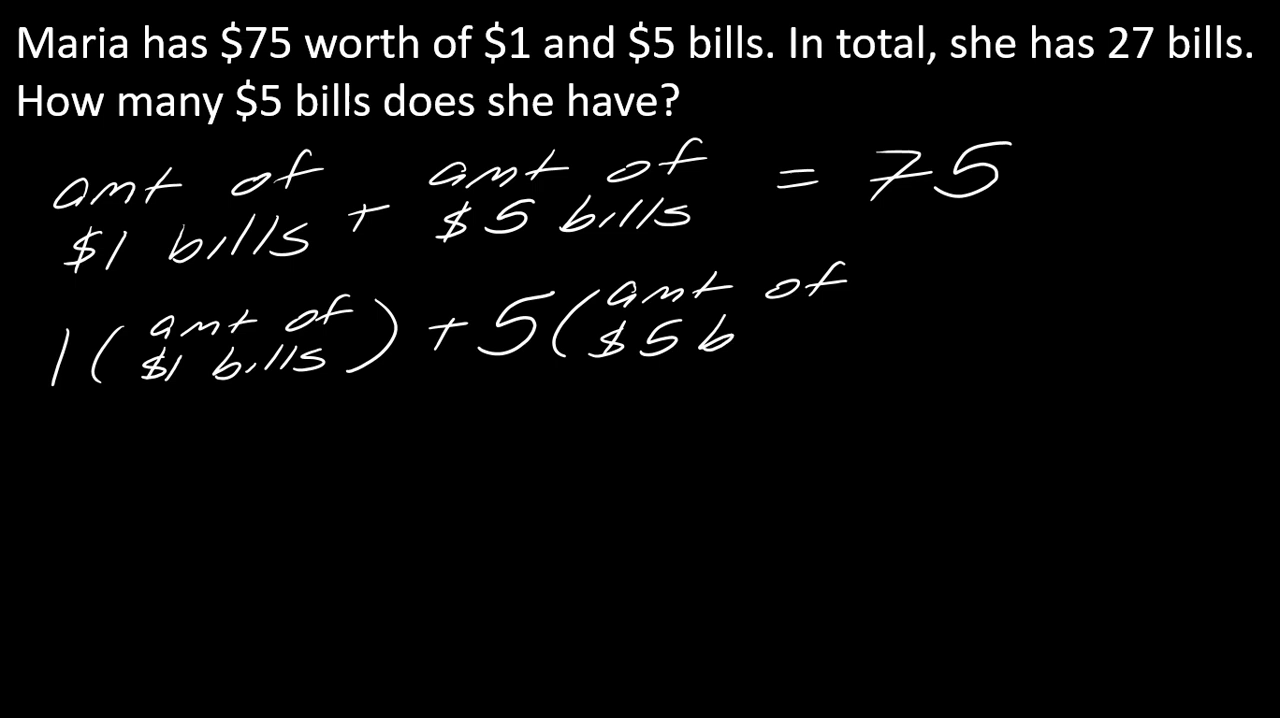 Maria has $75 worth of $1 and $5 bills. In total, she has 27 bills.
How many $5 bills does she have?
amt of $1 bills + amt of $5 bills = 75
1 ( amt of $1 bills ) + 5 ( amt of $5 b